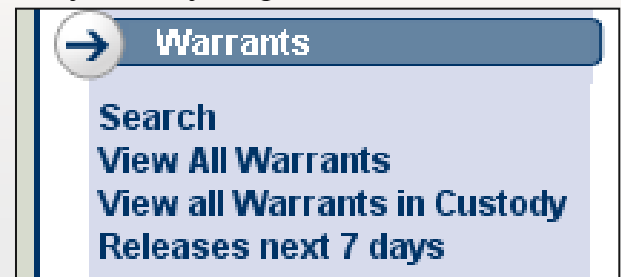 Warrants
Search
View All Warrants
View all Warrants in Custody
Releases next 7 days